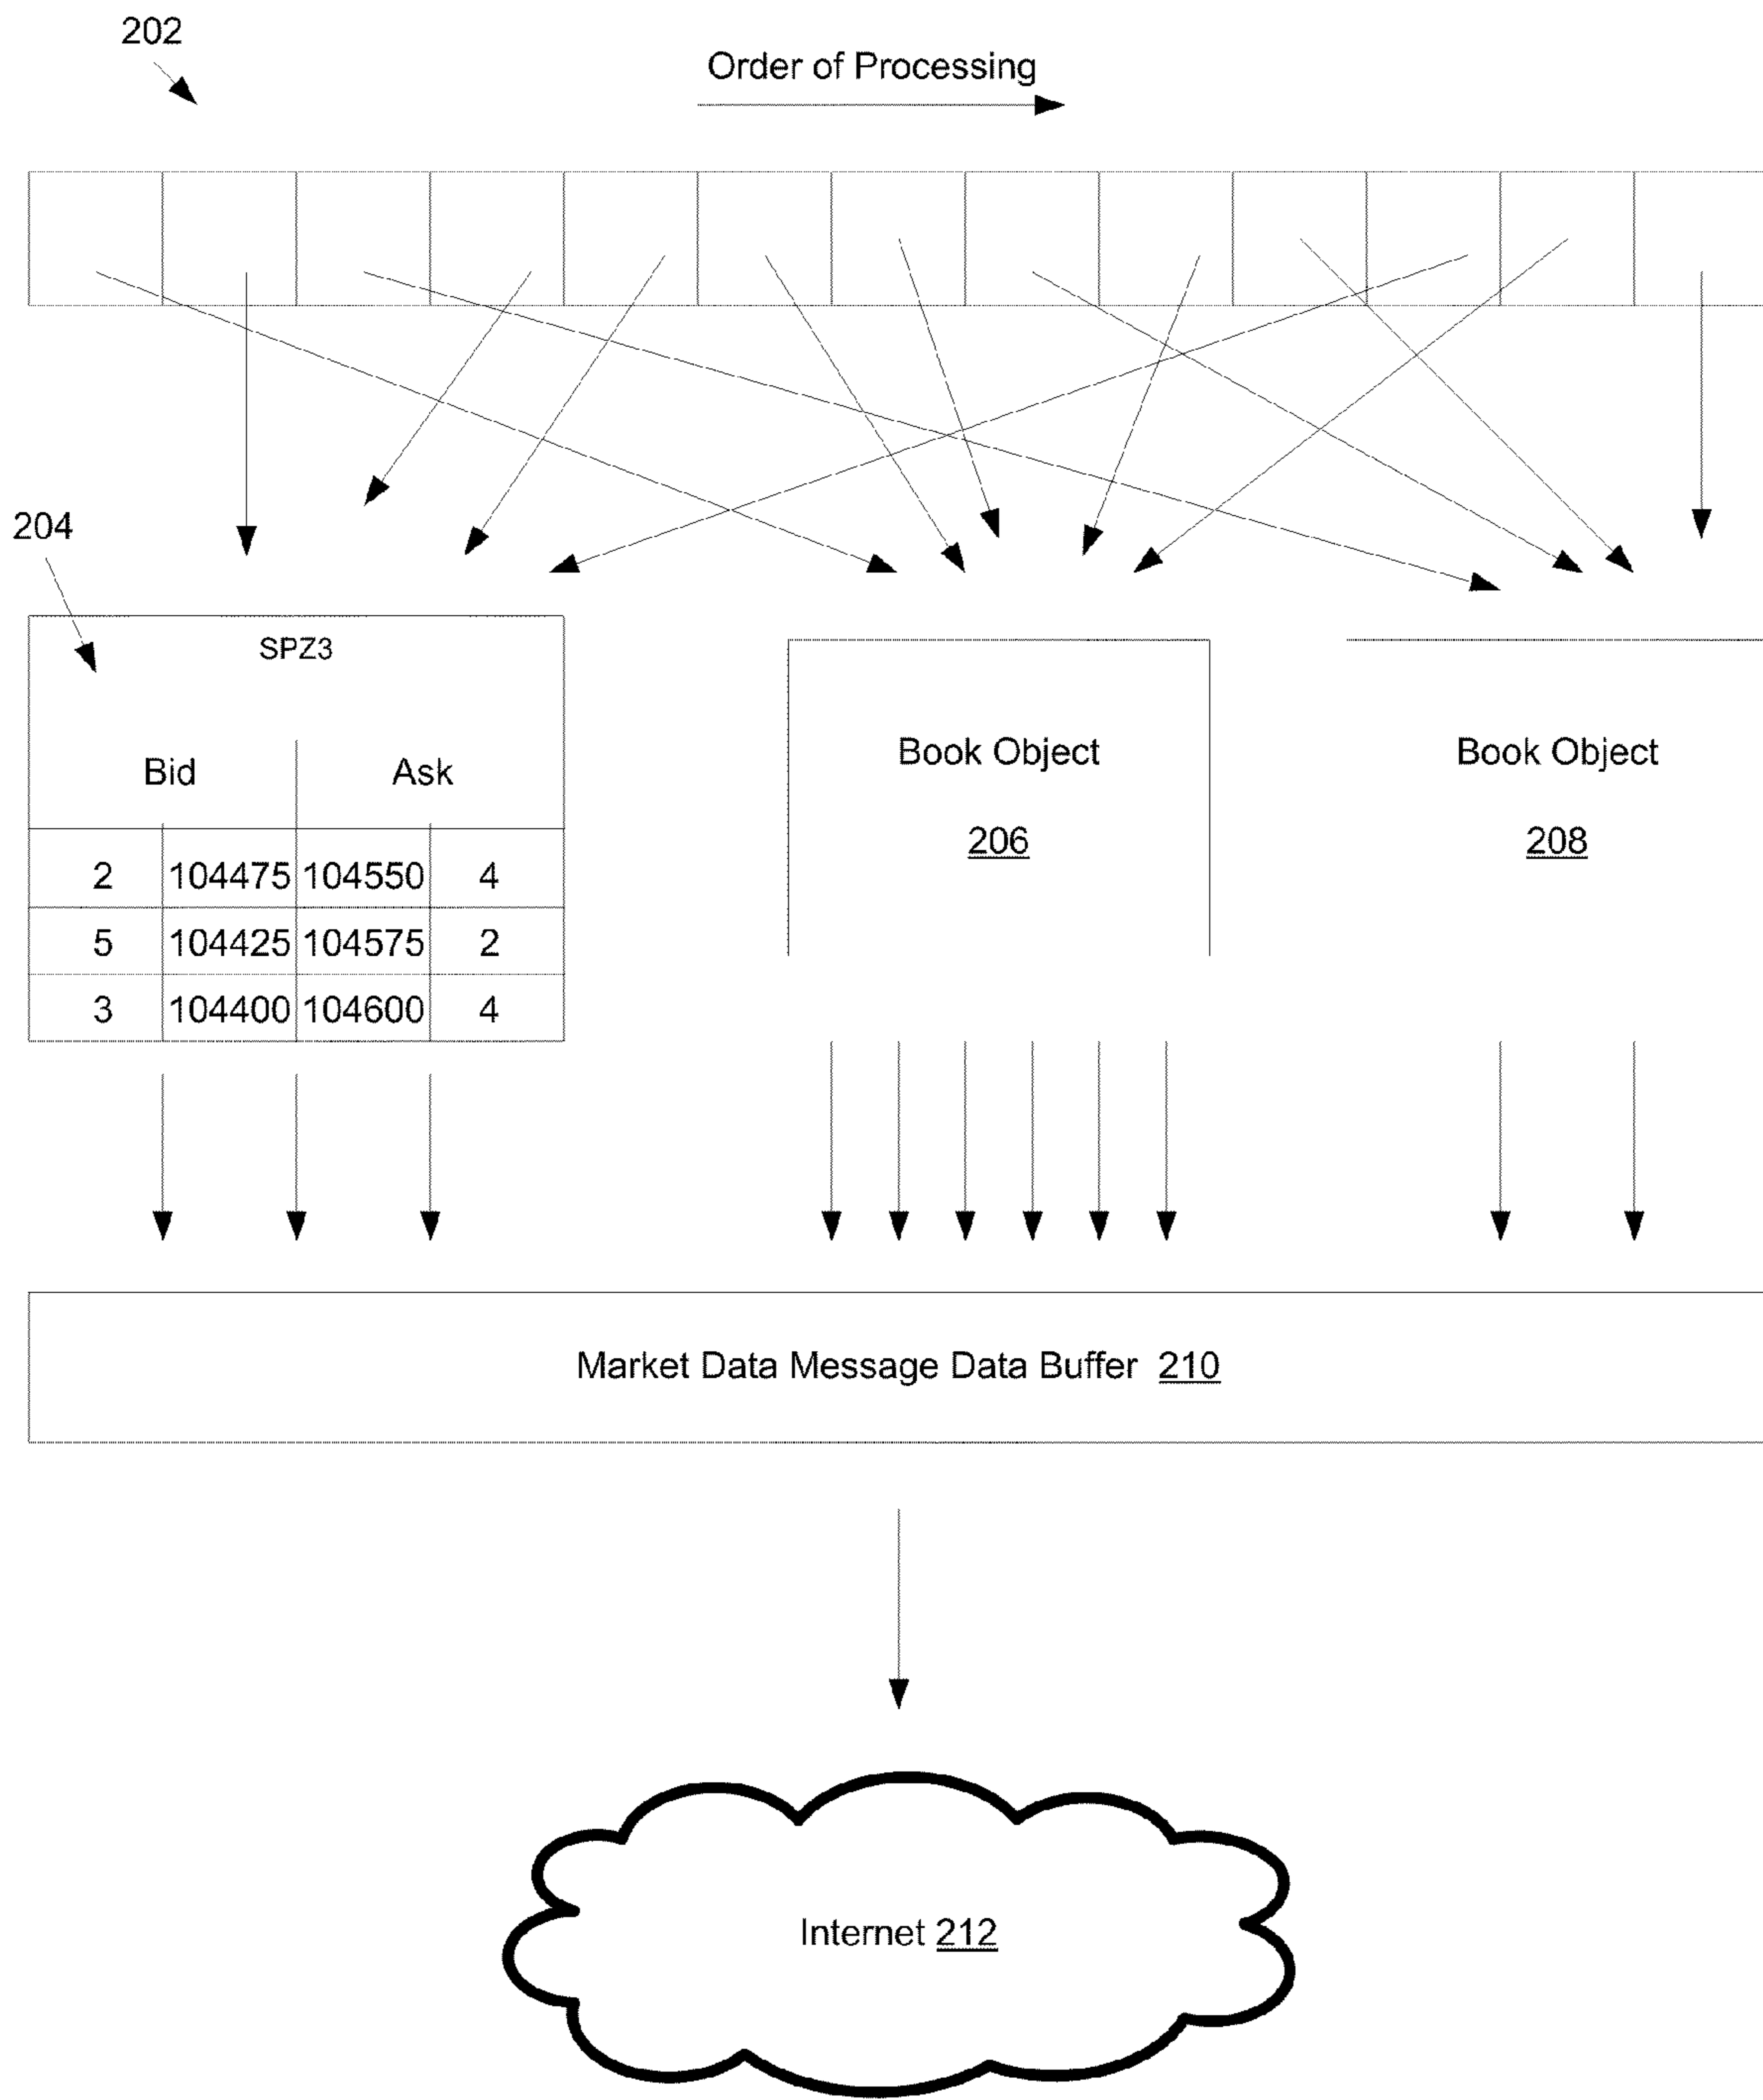 202
Order of Processing
204
SPZ3
Bid Ask
Book Object Book Object
206 208
2 104475 104550 4
5 104425 104575 2
3 104400 104600 4
Market Data Message Data Buffer 210
Internet 212